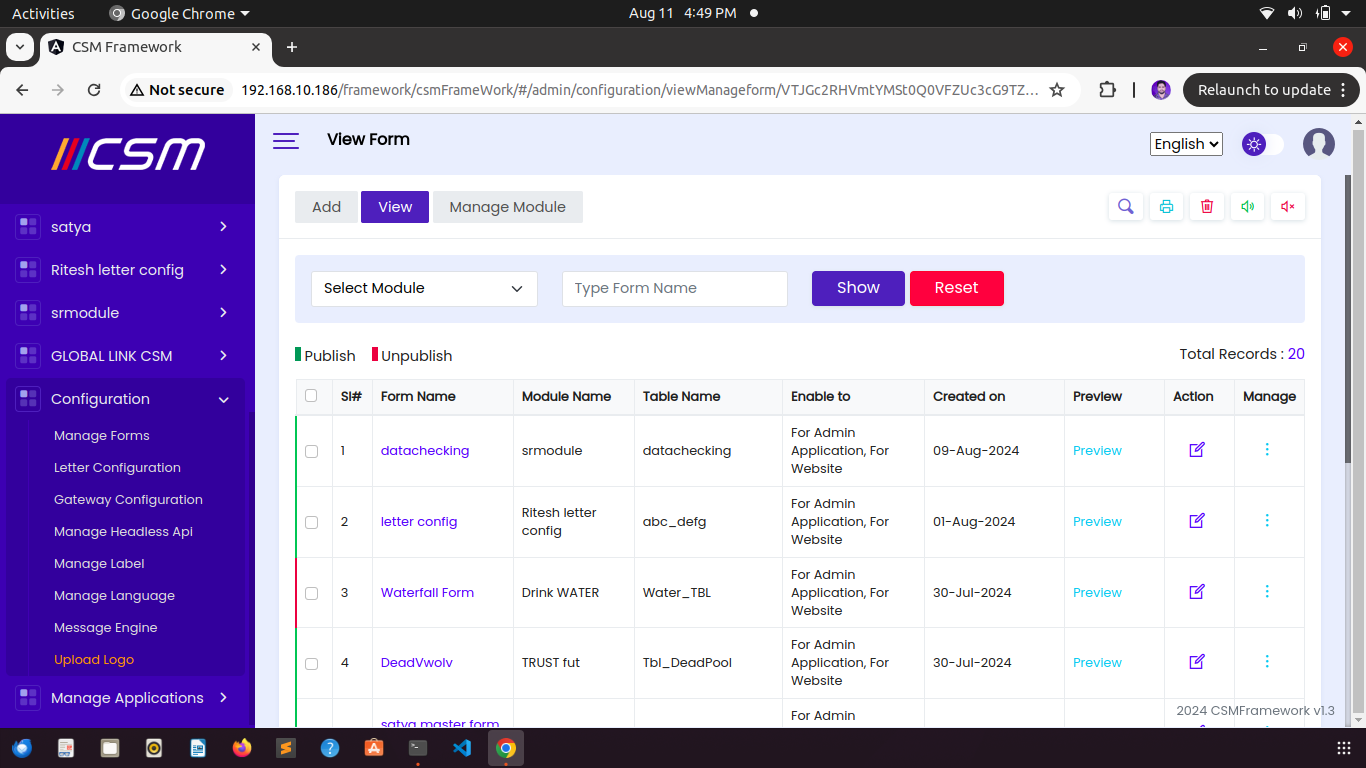 Activities
Google Chrome
Aug 11 4:49 PM
CSM Framework
Not secure
192.168.10.186/framework/csmFrameWork/#/admin/configuration/viewManageform/VTJGc2RHVmtYMSt0Q0VFZUc3cG9TZ...
Relaunch to update
CSM
View Form
English
Add
View
Manage Module
satya
Ritesh letter config
srmodule
GLOBAL LINK CSM
Configuration
Manage Forms
Letter Configuration
Gateway Configuration
Manage Headless Api
Manage Label
Manage Language
Message Engine
Upload Logo
Manage Applications
Select Module
Type Form Name
Show
Reset
Publish
Unpublish
Total Records : 20
Sl# Form Name Module Name Table Name Enable to Created on Preview Action Manage
1 datachecking srmodule datachecking For Admin Application, For Website 09-Aug-2024 Preview
2 letter config Ritesh letter config abc_defg For Admin Application, For Website 01-Aug-2024 Preview
3 Waterfall Form Drink WATER Water_TBL For Admin Application, For Website 30-Jul-2024 Preview
4 DeadVwolv TRUST fut Tbl_DeadPool For Admin Application, For Website 30-Jul-2024 Preview
satya master form For Admin
2024 CSMFramework v1.3